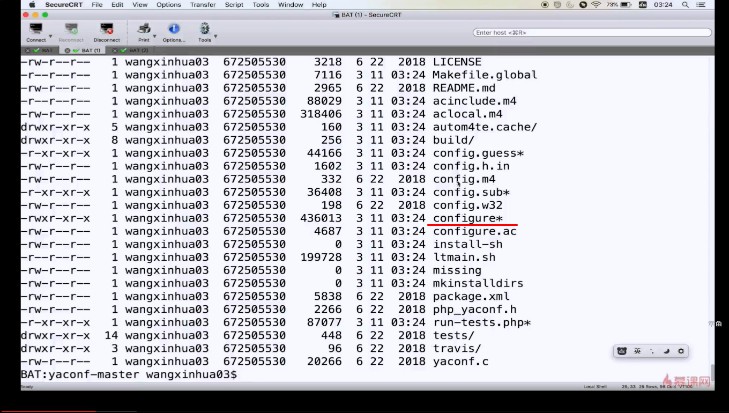 SecureCRT File Edit View Options Transfer Script Tools Window Help 78% 03:24
BAT (1) - SecureCRT
Connect Reconnect Disconnect Print Options... Tools
Enter host <⌘R>
BAT BAT (1) BAT (2)
-rw-r--r-- 1 wangxinhua03 672505530 3218 6 22 2018 LICENSE
-rw-r--r-- 1 wangxinhua03 672505530 7116 3 11 03:24 Makefile.global
-rw-r--r-- 1 wangxinhua03 672505530 2965 6 22 2018 README.md
-rw-r--r-- 1 wangxinhua03 672505530 88029 3 11 03:24 acinclude.m4
-rw-r--r-- 1 wangxinhua03 672505530 318406 3 11 03:24 aclocal.m4
drwxr-xr-x 5 wangxinhua03 672505530 160 3 11 03:24 autom4te.cache/
drwxr-xr-x 8 wangxinhua03 672505530 256 3 11 03:24 build/
-rwxr-xr-x 1 wangxinhua03 672505530 44166 3 11 03:24 config.guess*
-rw-r--r-- 1 wangxinhua03 672505530 1602 3 11 03:24 config.h.in
-rw-r--r-- 1 wangxinhua03 672505530 332 6 22 2018 config.m4
-rwxr-xr-x 1 wangxinhua03 672505530 36408 3 11 03:24 config.sub*
-rw-r--r-- 1 wangxinhua03 672505530 198 6 22 2018 config.w32
-rwxr-xr-x 1 wangxinhua03 672505530 436013 3 11 03:24 configure*
-rw-r--r-- 1 wangxinhua03 672505530 4687 3 11 03:24 configure.ac
-rw-r--r-- 1 wangxinhua03 672505530 0 3 11 03:24 install-sh
-rw-r--r-- 1 wangxinhua03 672505530 199728 3 11 03:24 ltmain.sh
-rw-r--r-- 1 wangxinhua03 672505530 0 3 11 03:24 missing
-rw-r--r-- 1 wangxinhua03 672505530 0 3 11 03:24 mkinstalldirs
-rw-r--r-- 1 wangxinhua03 672505530 5838 6 22 2018 package.xml
-rw-r--r-- 1 wangxinhua03 672505530 2266 6 22 2018 php_yaconf.h
-rwxr-xr-x 1 wangxinhua03 672505530 87077 3 11 03:24 run-tests.php*
drwxr-xr-x 14 wangxinhua03 672505530 448 6 22 2018 tests/
drwxr-xr-x 3 wangxinhua03 672505530 96 6 22 2018 travis/
-rw-r--r-- 1 wangxinhua03 672505530 20266 6 22 2018 yaconf.c
BAT:yaconf-master wangxinhua03$
英
慕课网
Ready